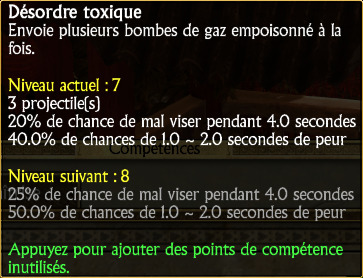 Désordre toxique
Envoie plusieurs bombes de gaz empoisonné à la
fois.
Niveau actuel : 7
3 projectile(s)
20% de chance de mal viser pendant 4.0 secondes
40.0% de chances de 1.0 ~ 2.0 secondes de peur
Compétences
Niveau suivant : 8
25% de chance de mal viser pendant 4.0 secondes
50.0% de chances de 1.0 ~ 2.0 secondes de peur
Appuyez pour ajouter des points de compétence
inutilisés.